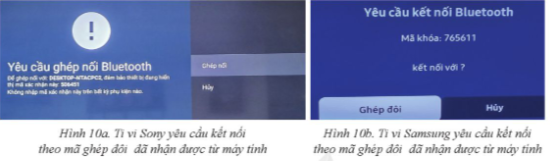 Yêu cầu ghép nối Bluetooth
Để ghép nối với: DESKTOP-NTACPC2, đảm bảo thiết bị đang hiển
thị mã xác nhận này: 506401
Không nhập mã xác nhận này trên bất kỳ phụ kiện nào.
Ghép nối
Hủy
Hình 10a. Ti vi Sony yêu cầu kết nối
theo mã ghép đôi đã nhận được từ máy tính
Yêu cầu kết nối Bluetooth
Mã khóa: 765611
kết nối với ?
Ghép đôi
Hủy
Hình 10b. Ti vi Samsung yêu cầu kết nối
theo mã ghép đôi đã nhận được từ máy tính